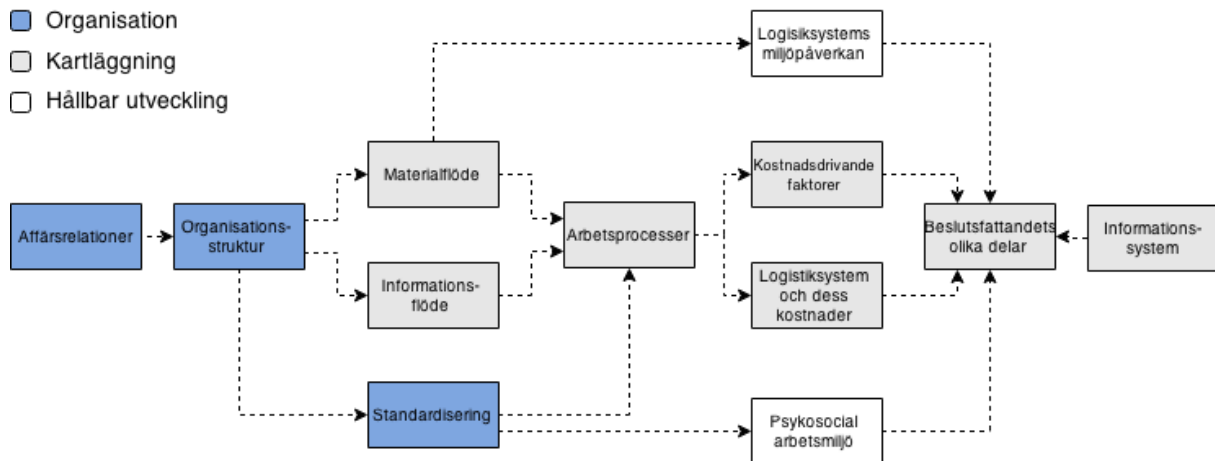 Organisation
Kartläggning
Hållbar utveckling
Logisiksystems
miljöpåverkan
Materialflöde
Kostnadsdrivande
faktorer
Affärsrelationer
Organisations-
struktur
Arbetsprocesser
Beslutsfattandets
olika delar
Informations-
system
Informations-
flöde
Logistiksystem
och dess
kostnader
Standardisering
Psykosocial
arbetsmiljö